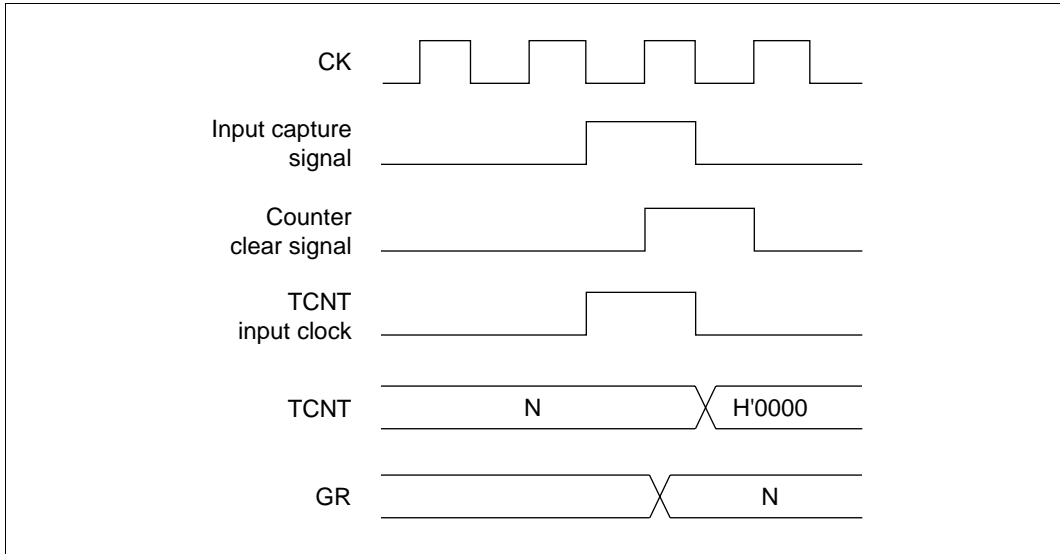 CK
Input capture
signal
Counter
clear signal
TCNT
input clock
TCNT
N
H'0000
GR
N